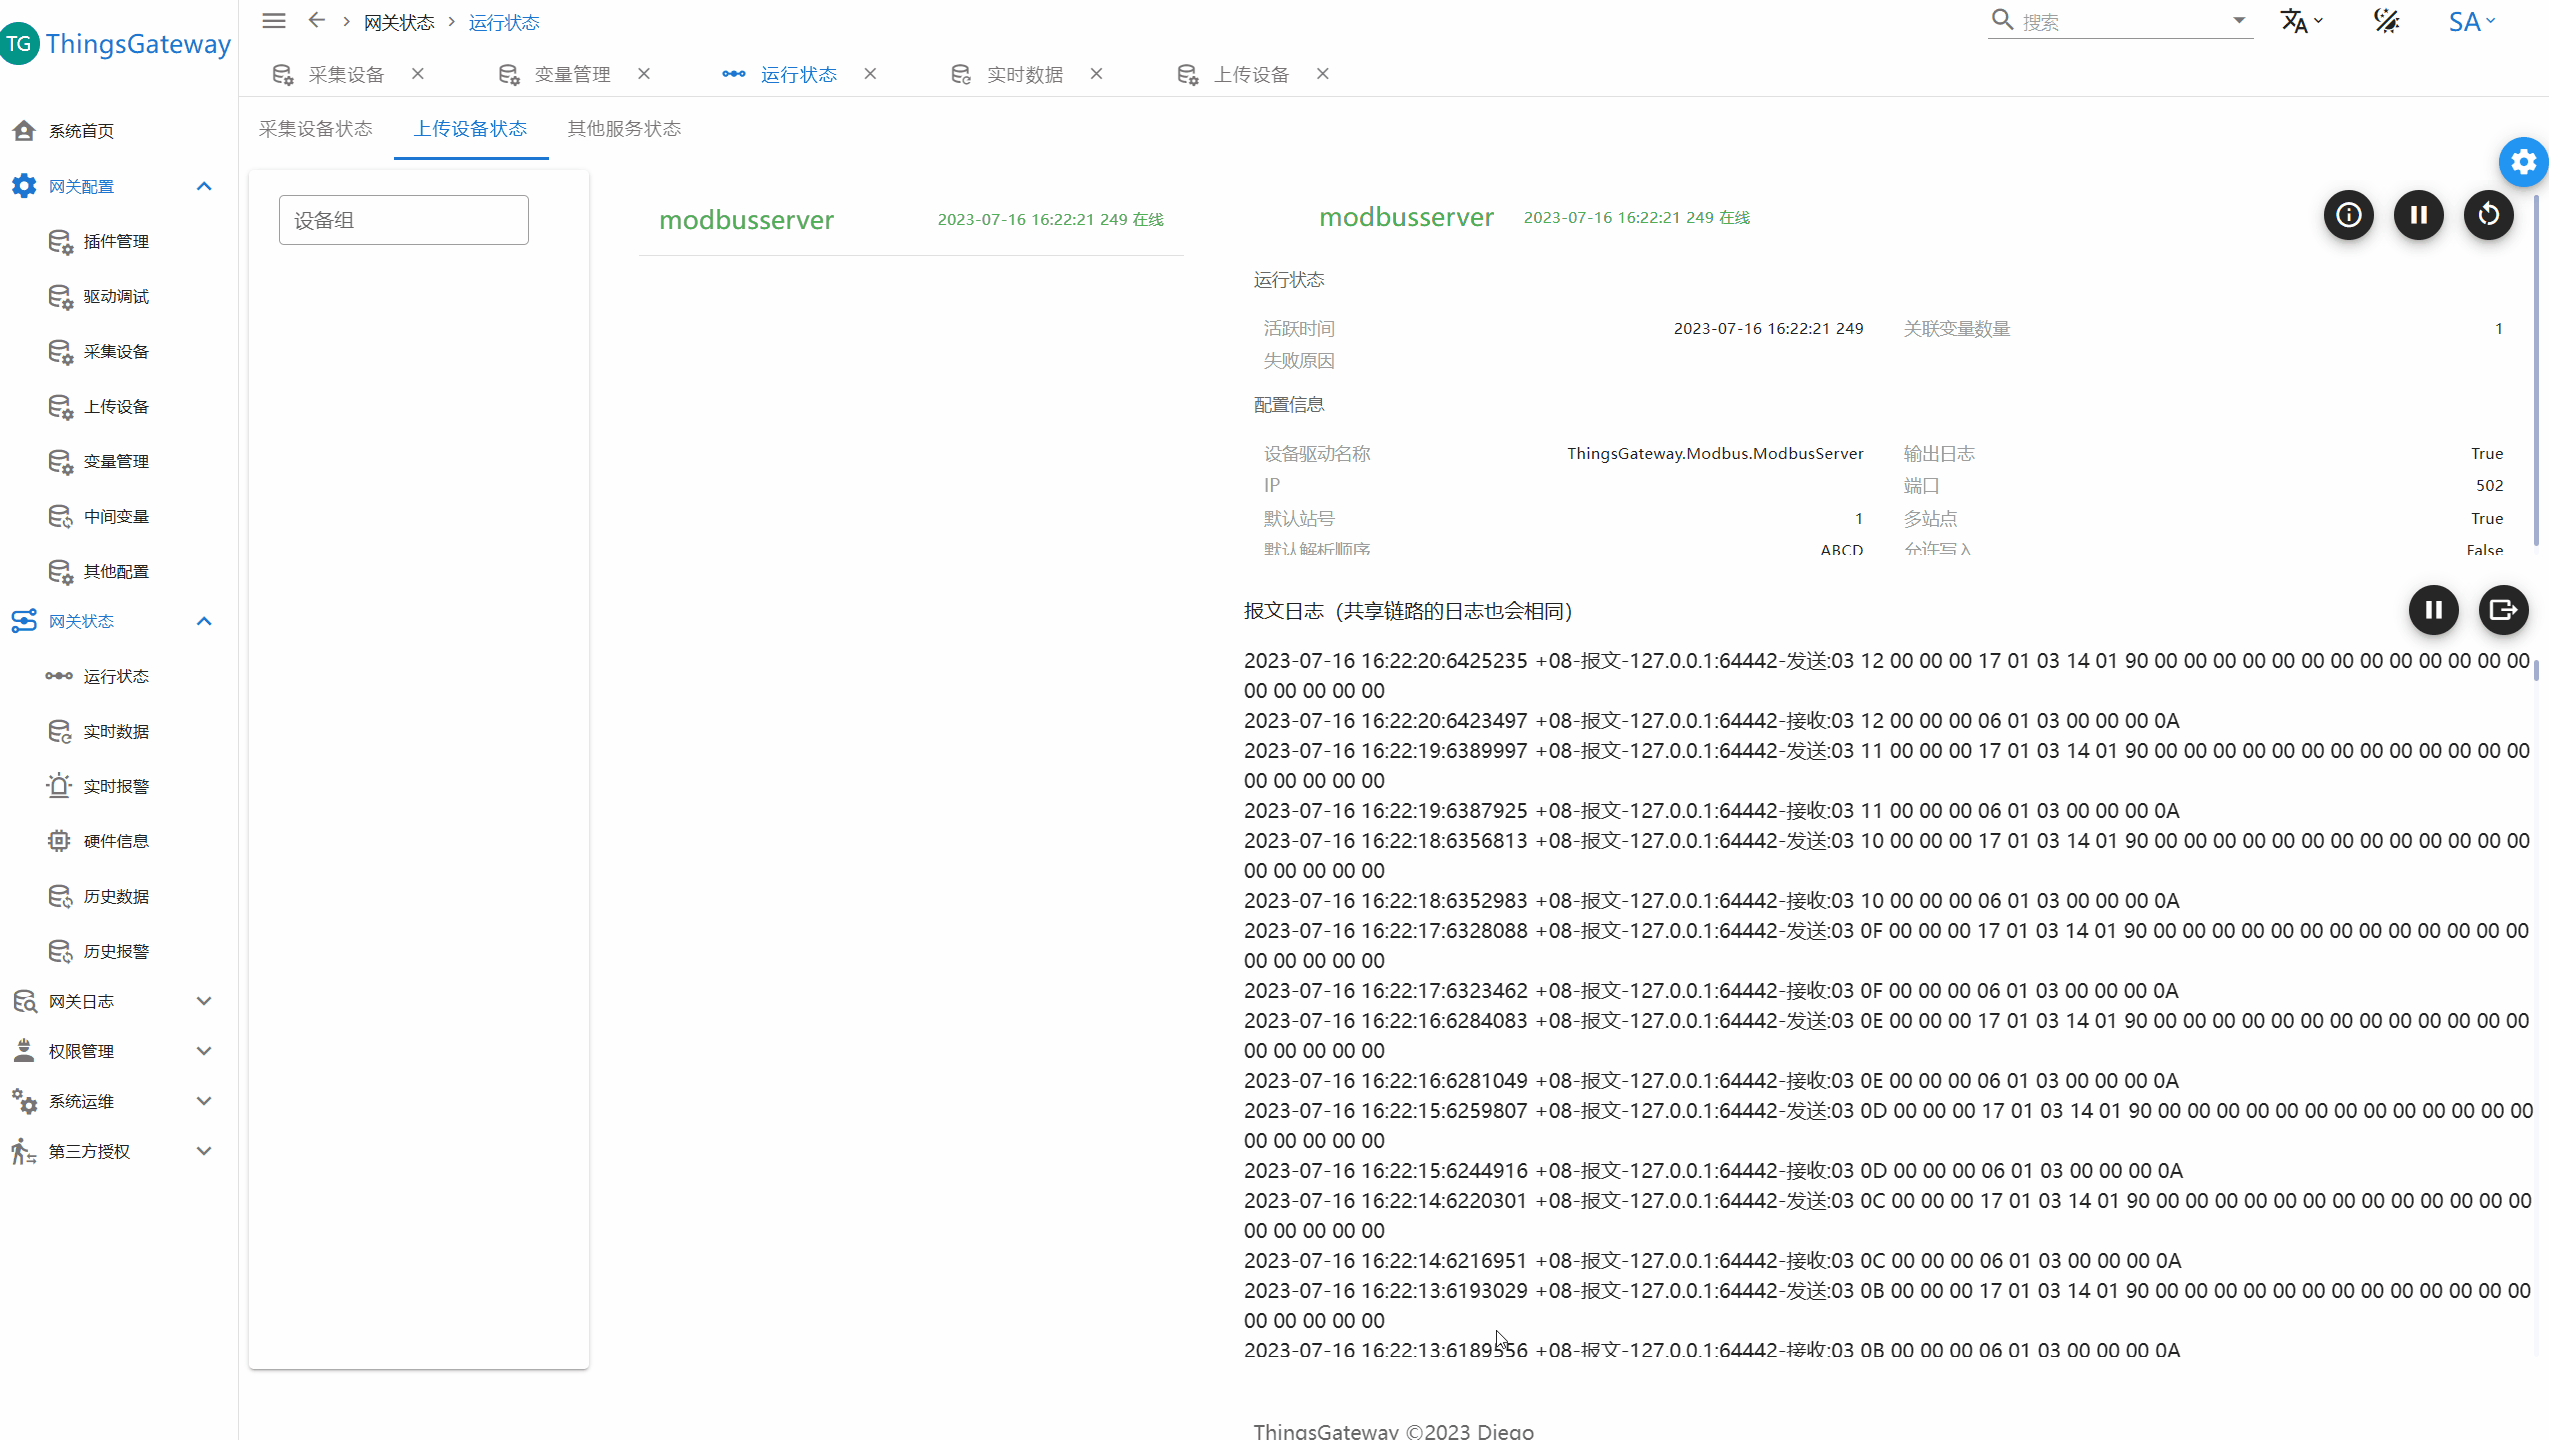 TG ThingsGateway
系统首页
网关配置
插件管理
驱动调试
采集设备
上传设备
变量管理
中间变量
其他配置
网关状态
运行状态
实时数据
实时报警
硬件信息
历史数据
历史报警
网关日志
权限管理
系统运维
第三方授权
网关状态 运行状态
搜索
SA
采集设备 变量管理 运行状态 实时数据 上传设备
采集设备状态 上传设备状态 其他服务状态
设备组
modbusserver 2023-07-16 16:22:21 249 在线
modbusserver 2023-07-16 16:22:21 249 在线
运行状态
活跃时间 2023-07-16 16:22:21 249 关联变量数量 1
失败原因
配置信息
设备驱动名称 ThingsGateway.Modbus.ModbusServer 输出日志 True
IP 端口 502
默认站号 1 多站点 True
默认解析顺序 ABCD 允许写入 False
报文日志（共享链路的日志也会相同）
2023-07-16 16:22:20:6425235 +08-报文-127.0.0.1:64442-发送:03 12 00 00 00 17 01 03 14 01 90 00 00 00 00 00 00 00 00 00 00 00 00 00
00 00 00 00 00
2023-07-16 16:22:20:6423497 +08-报文-127.0.0.1:64442-接收:03 12 00 00 00 06 01 03 00 00 00 0A
2023-07-16 16:22:19:6389997 +08-报文-127.0.0.1:64442-发送:03 11 00 00 00 17 01 03 14 01 90 00 00 00 00 00 00 00 00 00 00 00 00 00
00 00 00 00 00
2023-07-16 16:22:19:6387925 +08-报文-127.0.0.1:64442-接收:03 11 00 00 00 06 01 03 00 00 00 0A
2023-07-16 16:22:18:6356813 +08-报文-127.0.0.1:64442-发送:03 10 00 00 00 17 01 03 14 01 90 00 00 00 00 00 00 00 00 00 00 00 00 00
00 00 00 00 00
2023-07-16 16:22:18:6352983 +08-报文-127.0.0.1:64442-接收:03 10 00 00 00 06 01 03 00 00 00 0A
2023-07-16 16:22:17:6328088 +08-报文-127.0.0.1:64442-发送:03 0F 00 00 00 17 01 03 14 01 90 00 00 00 00 00 00 00 00 00 00 00 00 00
00 00 00 00 00
2023-07-16 16:22:17:6323462 +08-报文-127.0.0.1:64442-接收:03 0F 00 00 00 06 01 03 00 00 00 0A
2023-07-16 16:22:16:6284083 +08-报文-127.0.0.1:64442-发送:03 0E 00 00 00 17 01 03 14 01 90 00 00 00 00 00 00 00 00 00 00 00 00 00
00 00 00 00 00
2023-07-16 16:22:16:6281049 +08-报文-127.0.0.1:64442-接收:03 0E 00 00 00 06 01 03 00 00 00 0A
2023-07-16 16:22:15:6259807 +08-报文-127.0.0.1:64442-发送:03 0D 00 00 00 17 01 03 14 01 90 00 00 00 00 00 00 00 00 00 00 00 00 00
00 00 00 00 00
2023-07-16 16:22:15:6244916 +08-报文-127.0.0.1:64442-接收:03 0D 00 00 00 06 01 03 00 00 00 0A
2023-07-16 16:22:14:6220301 +08-报文-127.0.0.1:64442-发送:03 0C 00 00 00 17 01 03 14 01 90 00 00 00 00 00 00 00 00 00 00 00 00 00
00 00 00 00 00
2023-07-16 16:22:14:6216951 +08-报文-127.0.0.1:64442-接收:03 0C 00 00 00 06 01 03 00 00 00 0A
2023-07-16 16:22:13:6193029 +08-报文-127.0.0.1:64442-发送:03 0B 00 00 00 17 01 03 14 01 90 00 00 00 00 00 00 00 00 00 00 00 00 00
00 00 00 00 00
2023-07-16 16:22:13:6189556 +08-报文-127.0.0.1:64442-接收:03 0B 00 00 00 06 01 03 00 00 00 0A
ThingsGateway ©2023 Diego